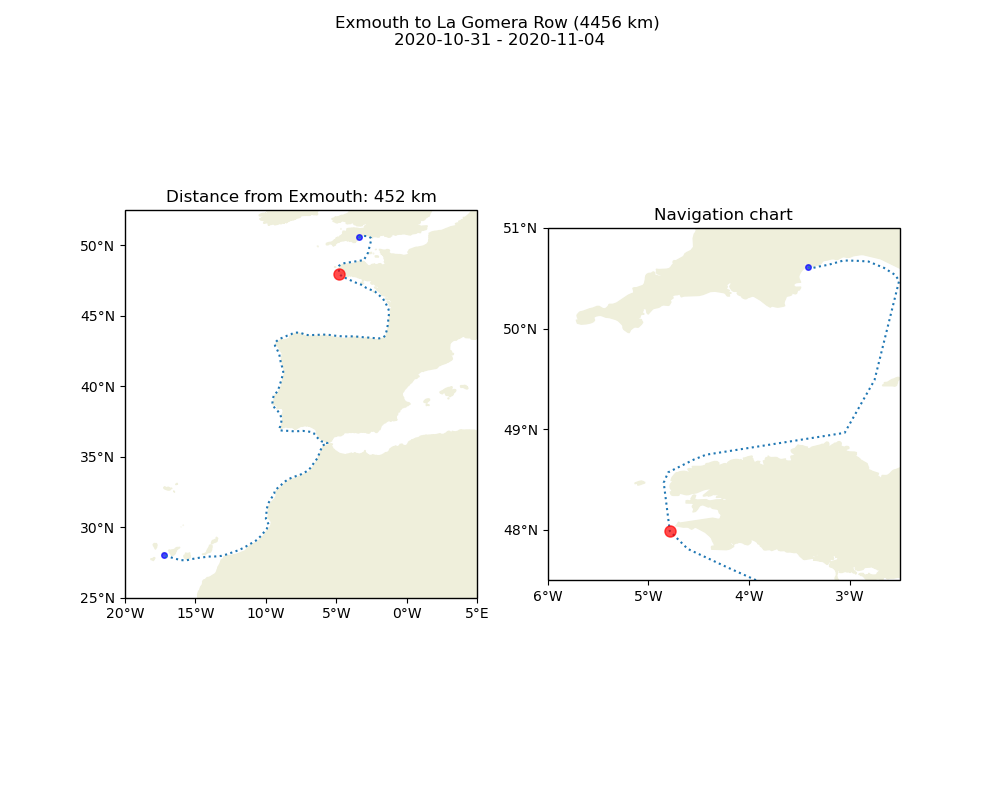 Exmouth to La Gomera Row (4456 km)
2020-10-31 - 2020-11-04
Distance from Exmouth: 452 km
50°N
45°N
40°N
35°N
30°N
25°N
20°W
15°W
10°W
5°W
0°W
5°E
Navigation chart
51°N
50°N
49°N
48°N
6°W
5°W
4°W
3°W